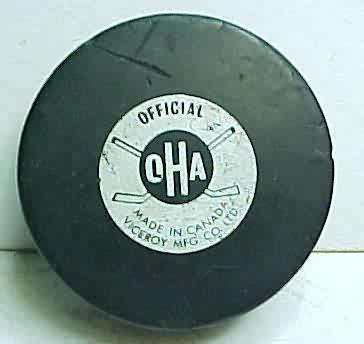 OFFICIAL
OHA
MADE IN CANADA
VICEROY MFG. CO. LTD.